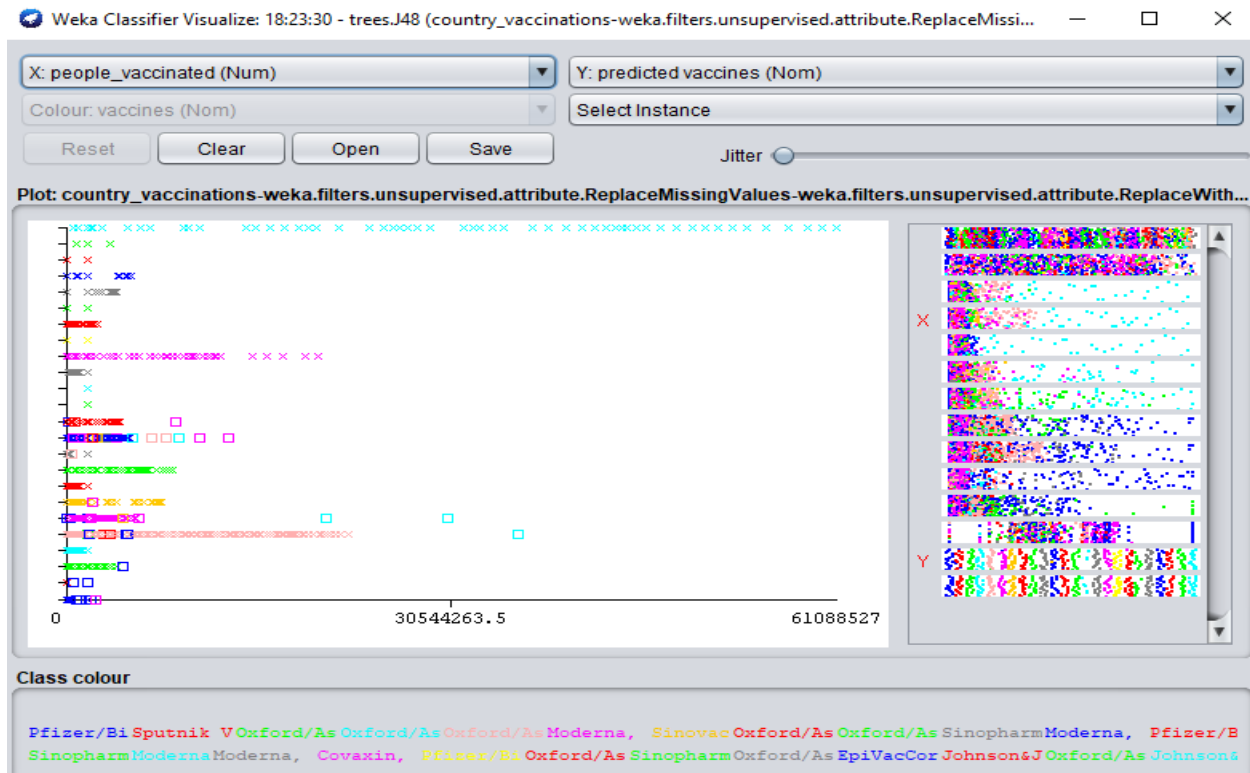 Weka Classifier Visualize: 18:23:30 - trees.J48 (country_vaccinations-weka.filters.unsupervised.attribute.ReplaceMissi...
X: people_vaccinated (Num) Y: predicted vaccines (Nom)
Colour: vaccines (Nom) Select Instance
Reset Clear Open Save Jitter
Plot: country_vaccinations-weka.filters.unsupervised.attribute.ReplaceMissingValues-weka.filters.unsupervised.attribute.ReplaceWith...
X
Y
0 30544263.5 61088527
Class colour
Pfizer/Bi Sputnik V Oxford/As Oxford/As Oxford/As Moderna, Sinovac Oxford/As Oxford/As Sinopharm Moderna, Pfizer/B
Sinopharm Moderna Moderna, Covaxin, Pfizer/Bi Oxford/As Sinopharm Oxford/As EpiVacCor Johnson&J Oxford/As Johnson&